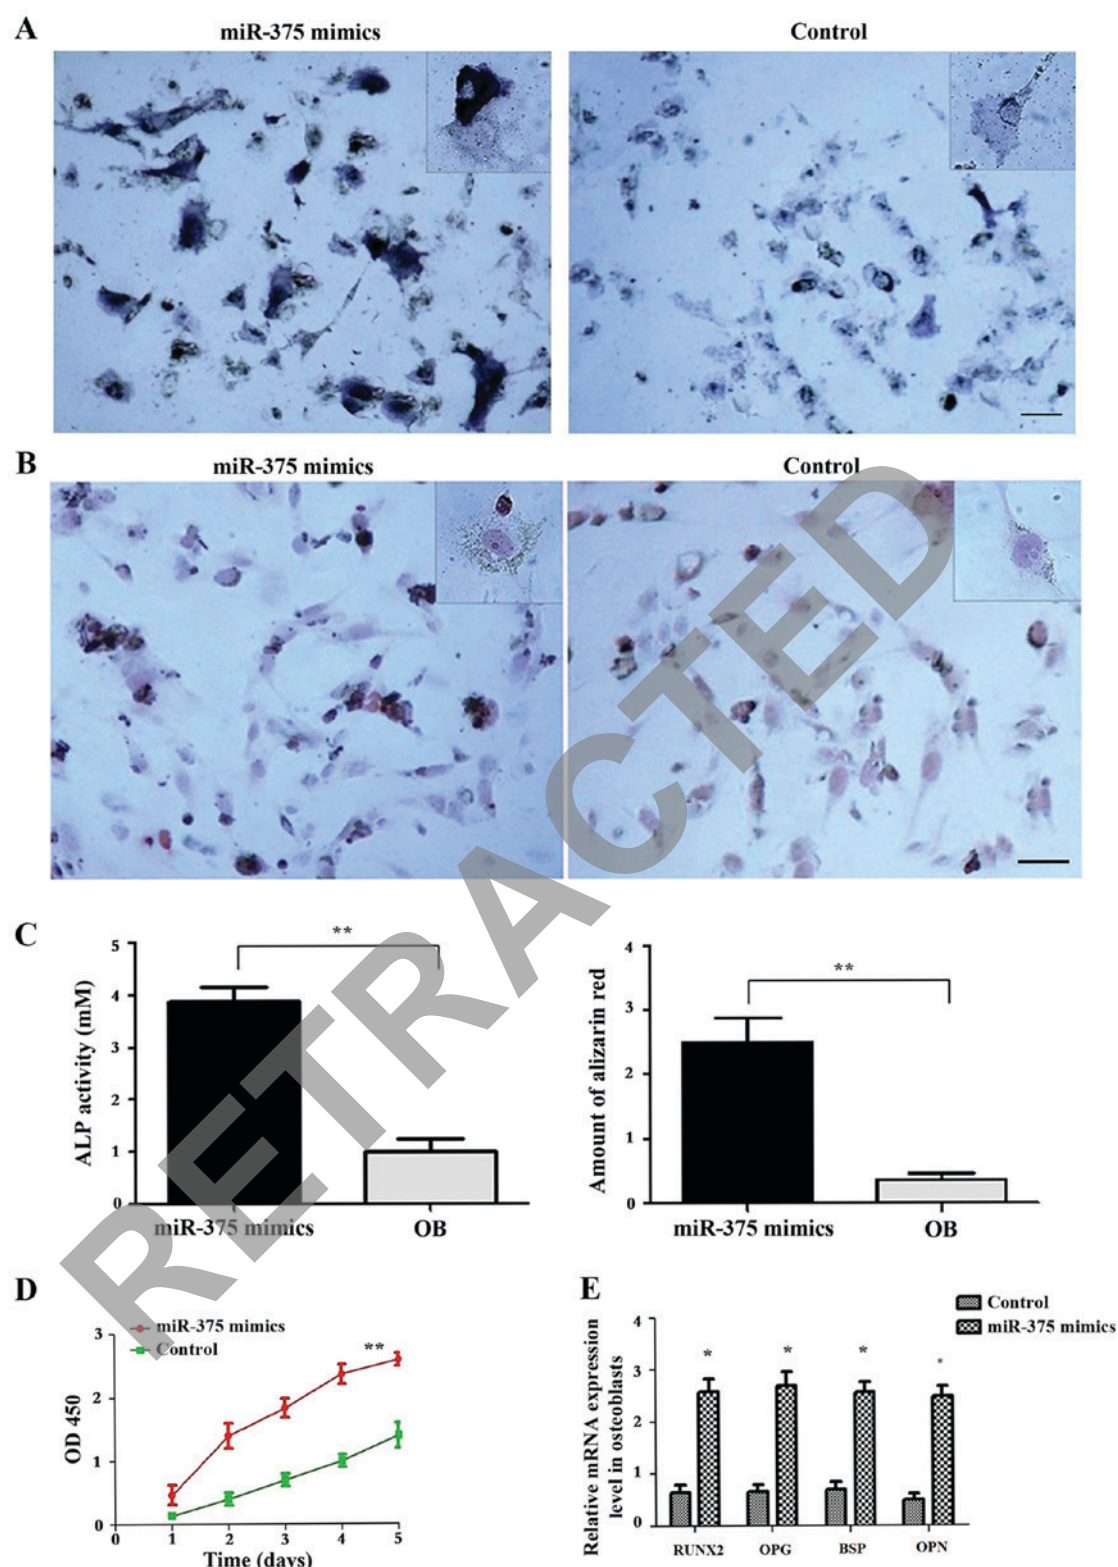 A
miR-375 mimics
Control
B
miR-375 mimics
Control
RETRACTED
C
ALP activity (mM)
5
4
3
2
1
0
**
miR-375 mimics
OB
Amount of alizarin red
4
3
2
1
0
**
miR-375 mimics
OB
D
miR-375 mimics
Control
OD 450
3
2
1
0
**
0 1 2 3 4 5
Time (days)
E
Control
miR-375 mimics
Relative mRNA expression
level in osteoblasts
4
3
2
1
0
* * * *
RUNX2 OPG BSP OPN